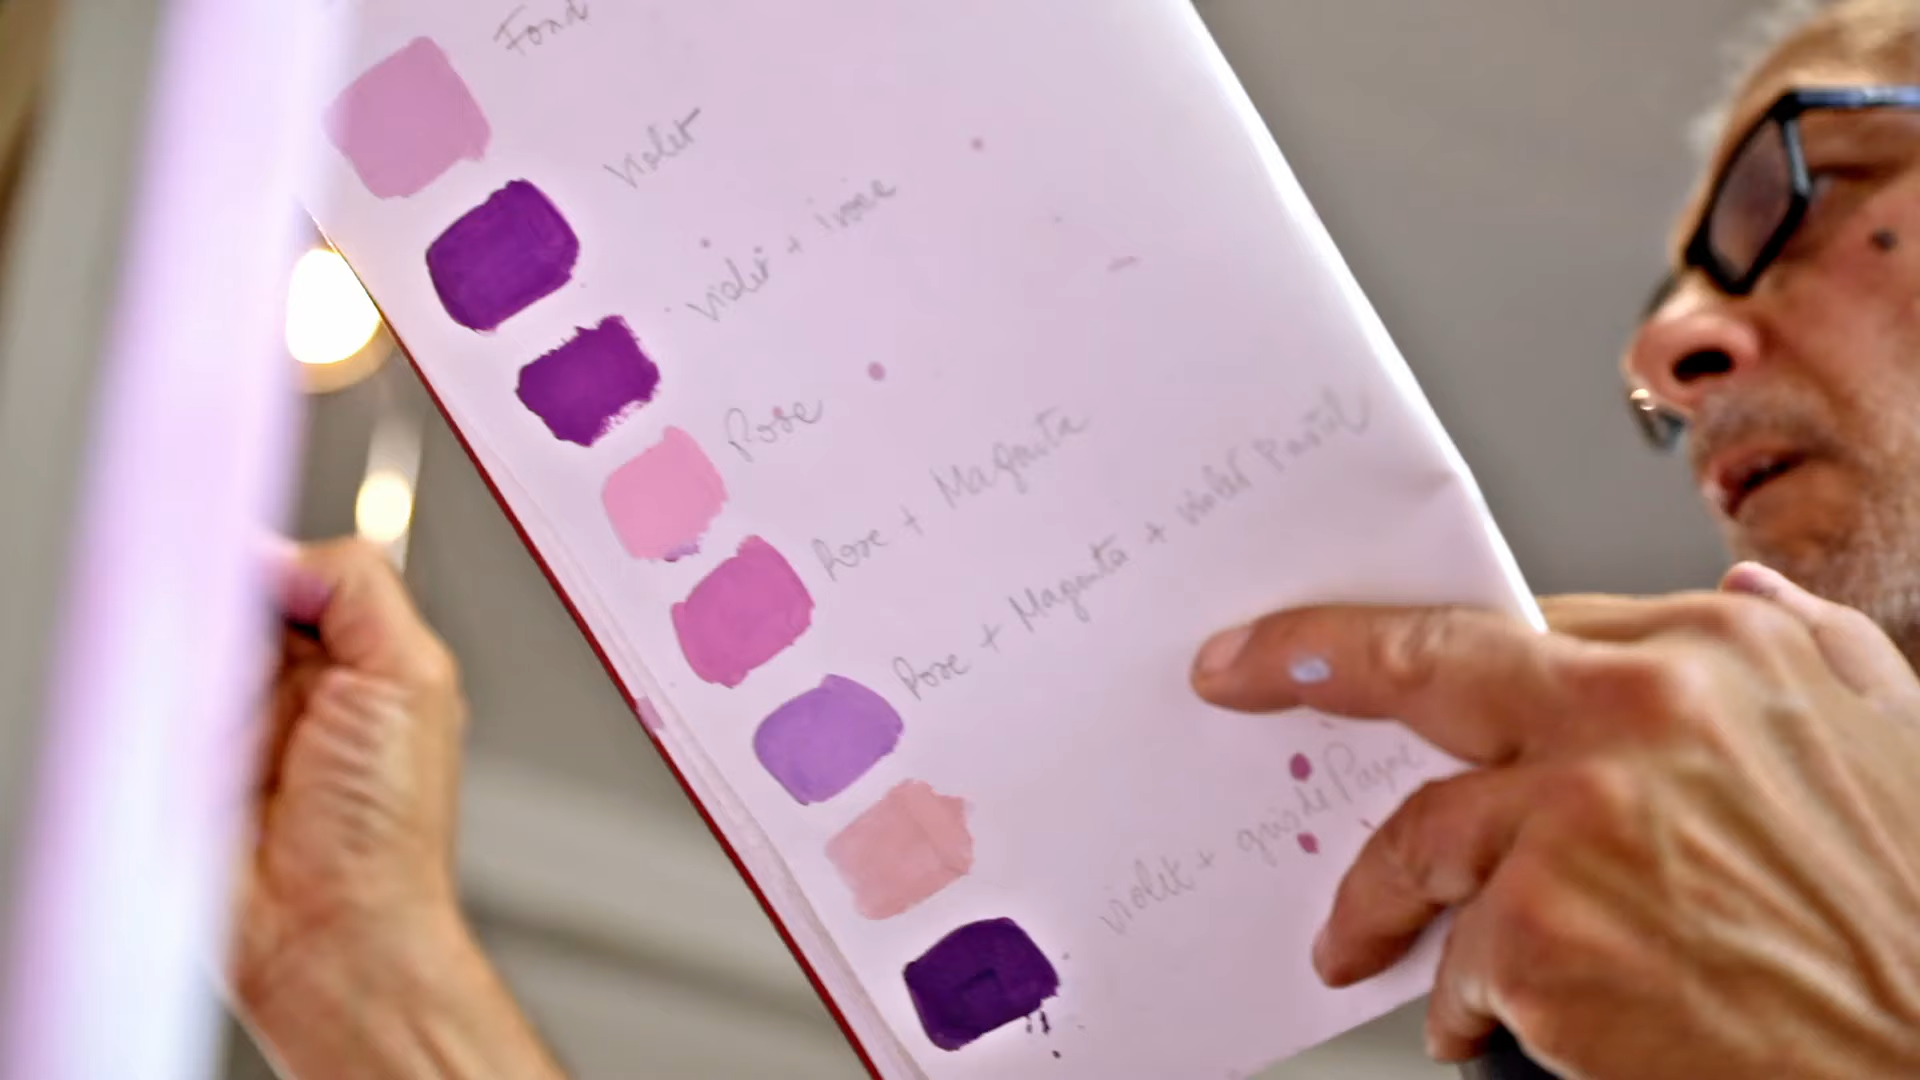 Fond
Violet
Violet + ivoire
Rose
Rose + Magenta
Rose + Magenta + violet Pastel
violet + gris de Payne